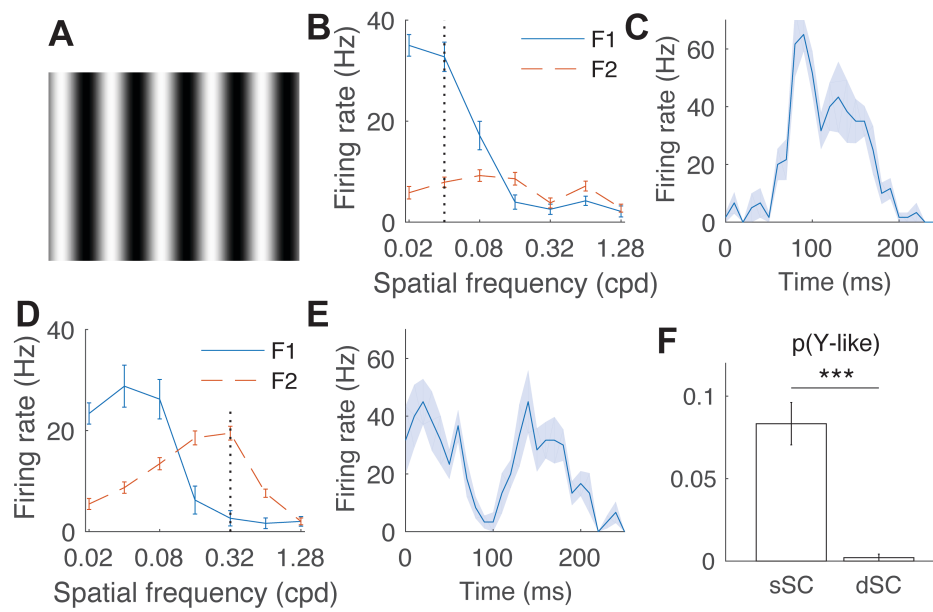 A
B
Firing rate (Hz)
40
20
0
F1
F2
0.02
0.08
0.32
1.28
Spatial frequency (cpd)
C
Firing rate (Hz)
60
40
20
0
0
100
200
Time (ms)
D
Firing rate (Hz)
40
20
0
F1
F2
0.02
0.08
0.32
1.28
Spatial frequency (cpd)
E
Firing rate (Hz)
60
40
20
0
0
100
200
Time (ms)
F
p(Y-like)
***
0.1
0.05
0
sSC
dSC